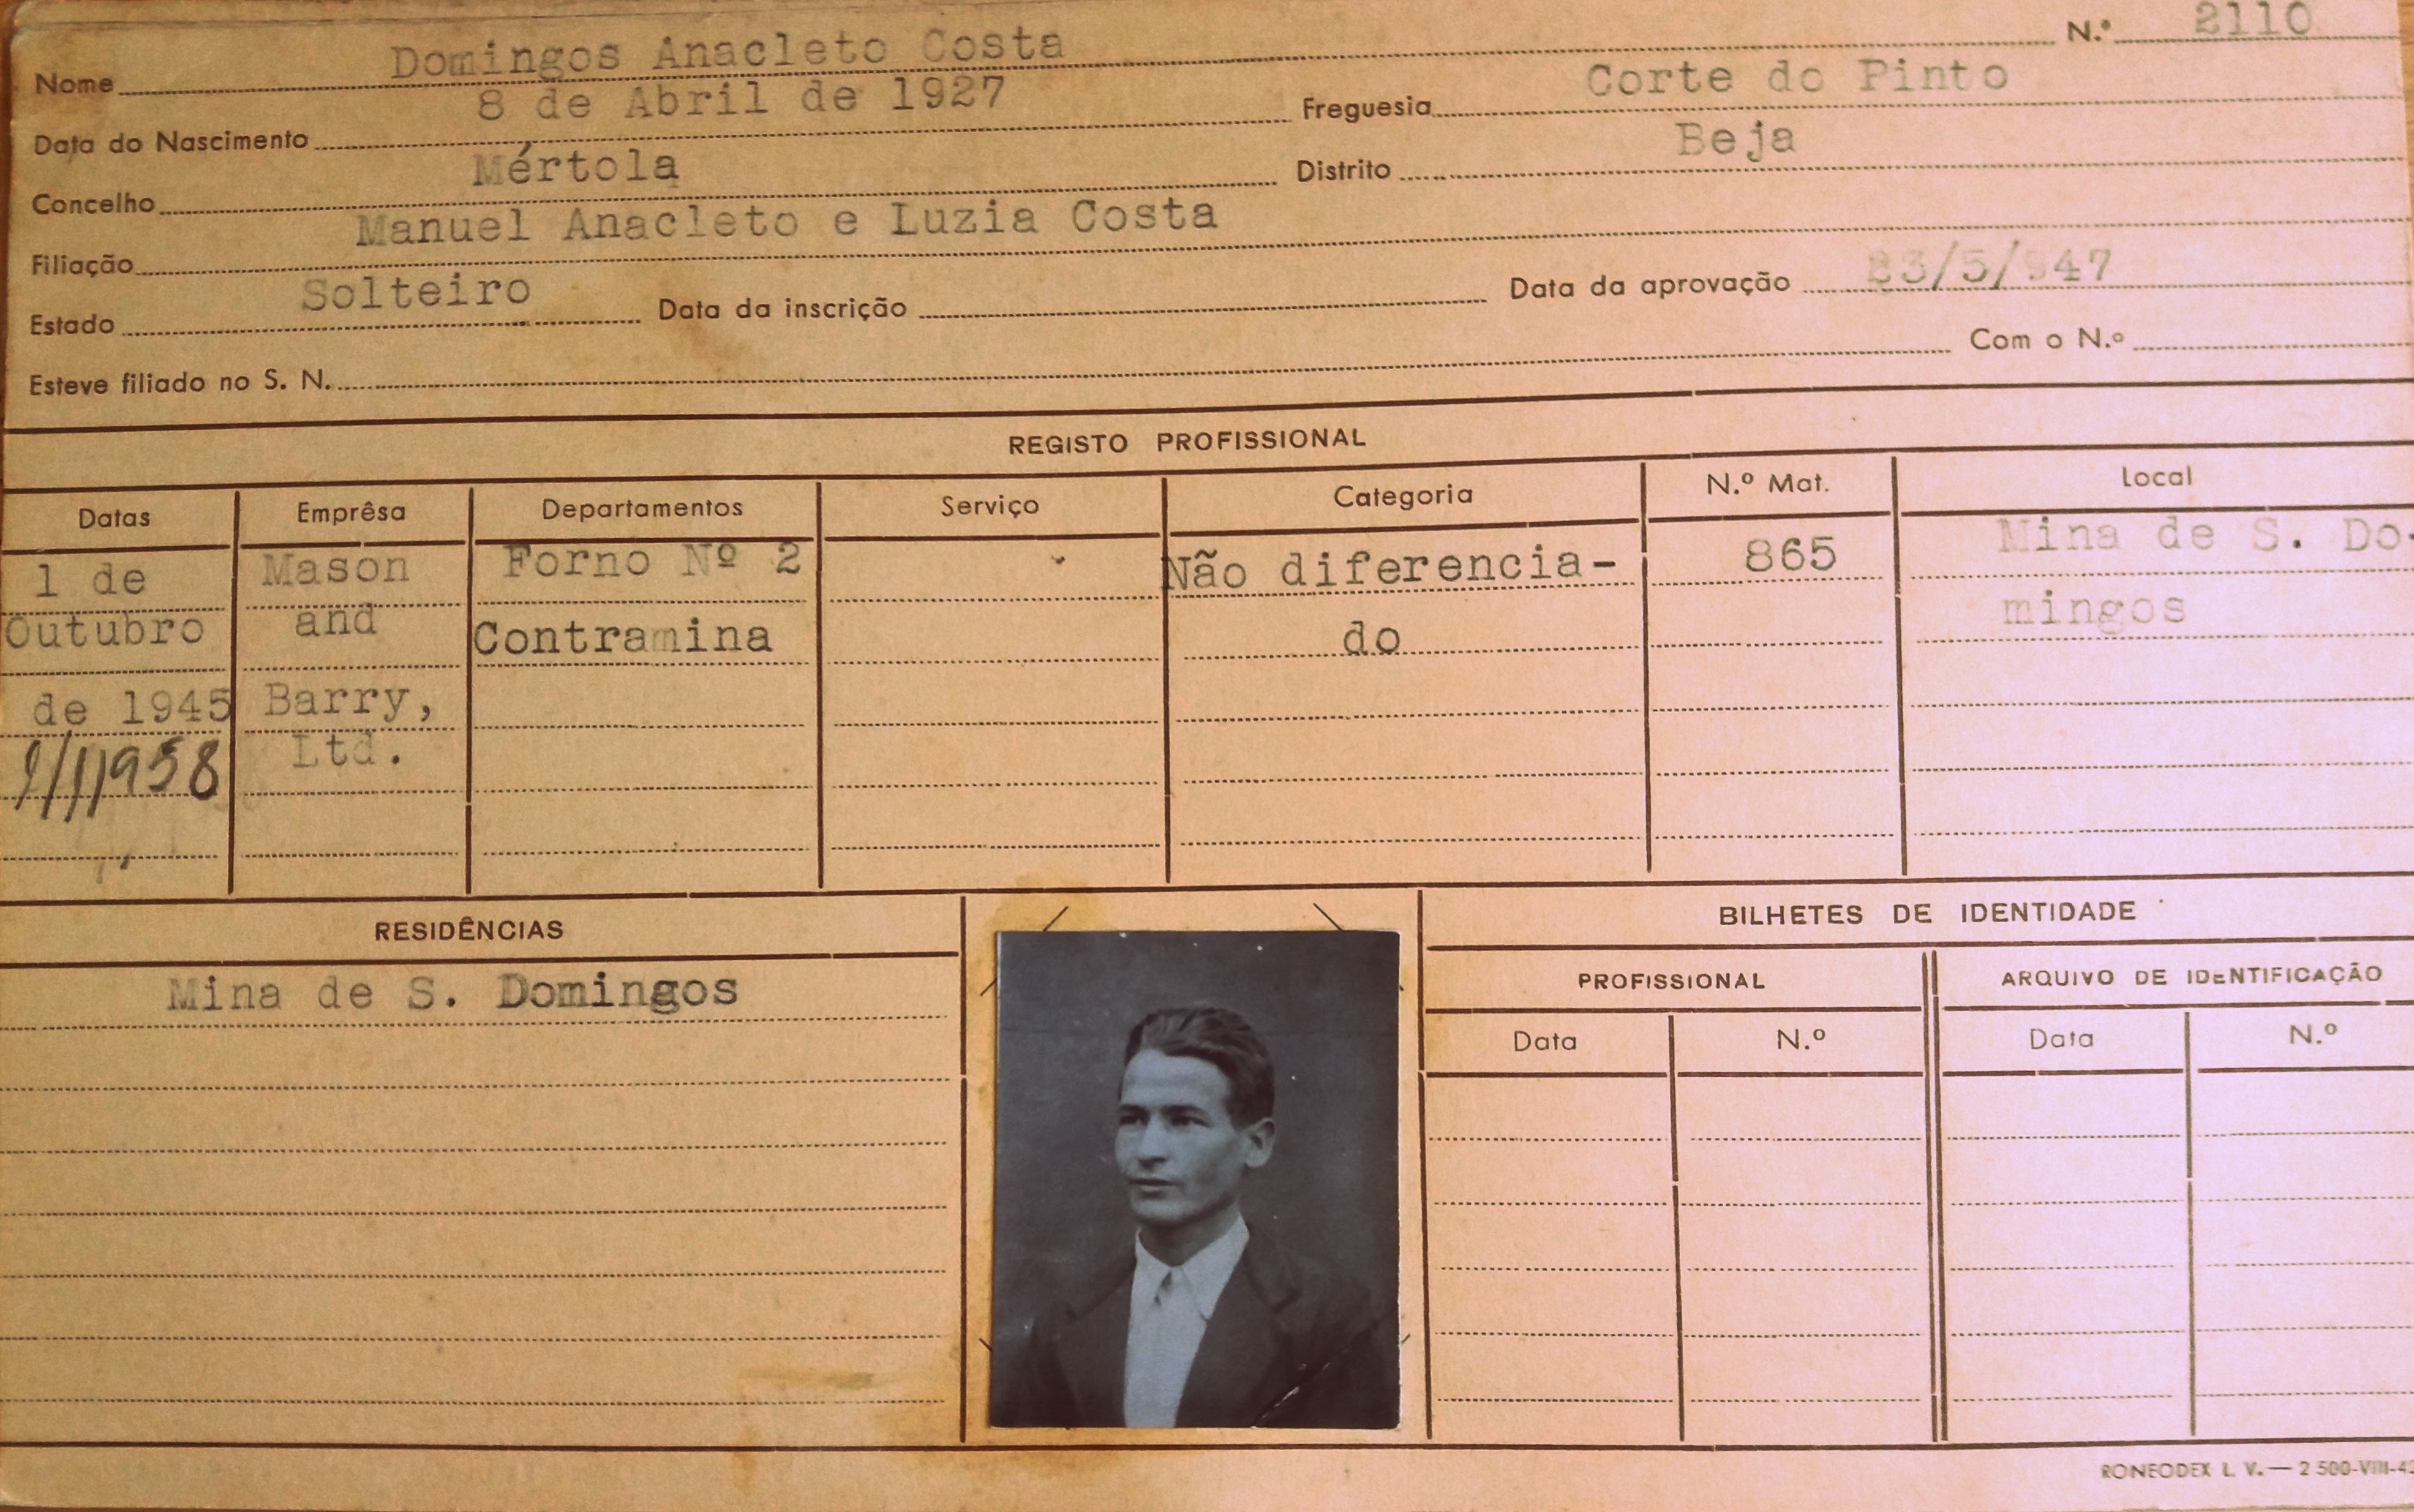 Nome Domingos Anacleto Costa N.º 2110
Data do Nascimento 8 de Abril de 1927 Freguesia Corte do Pinto
Concelho Mértola Distrito Beja
Filiação Manuel Anacleto e Luzia Costa
Estado Solteiro Data da inscrição Data da aprovação 23/5/947
Esteve filiado no S. N. Com o N.º
REGISTO PROFISSIONAL
Datas Emprêsa Departamentos Serviço Categoria N.º Mat. Local
1 de Mason Forno Nº 2 Não diferencia- 865 Mina de S. Do-
Outubro and Contramina do mingos
de 1945 Barry,
1/1/1958 Ltd.
RESIDÊNCIAS BILHETES DE IDENTIDADE
Mina de S. Domingos PROFISSIONAL ARQUIVO DE IDENTIFICAÇÃO
Data N.º Data N.º
RONEODEX L. V. — 2 500-VIII-42